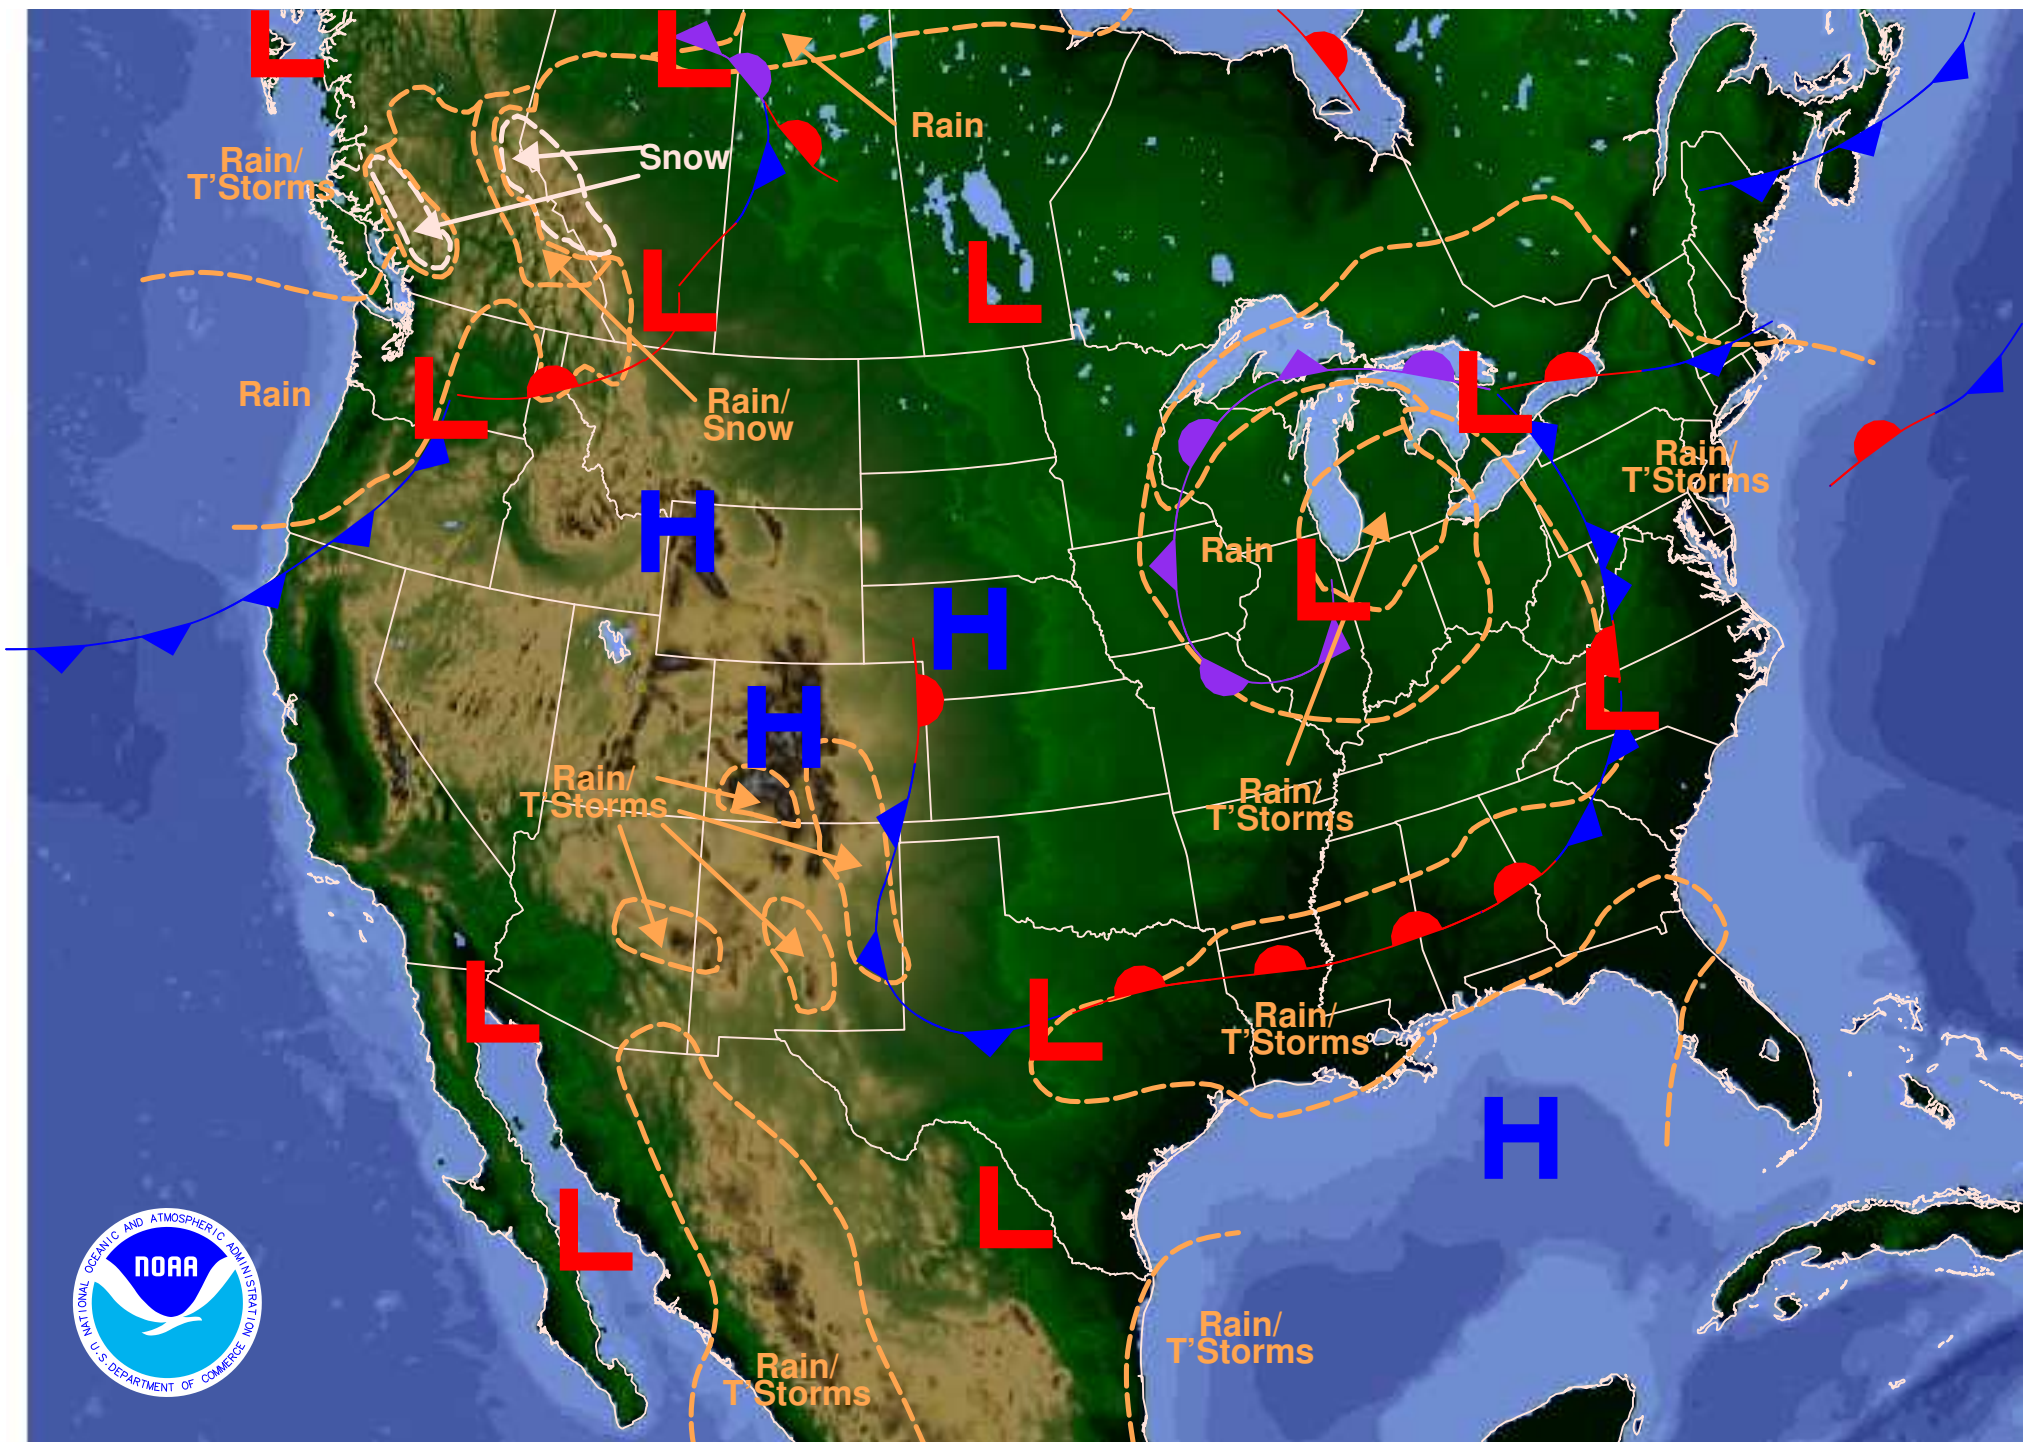 L
L
Rain
Snow
Rain/
T'Storms
L
L
L
L
Rain
Rain/
Snow
L
Rain/
T'Storms
H
Rain
L
H
L
H
Rain/
T'Storms
Rain/
T'Storms
L
L
Rain/
T'Storms
H
L
L
NATIONAL OCEANIC AND ATMOSPHERIC ADMINISTRATION
NOAA
U.S. DEPARTMENT OF COMMERCE
Rain/
T'Storms
Rain/
T'Storms